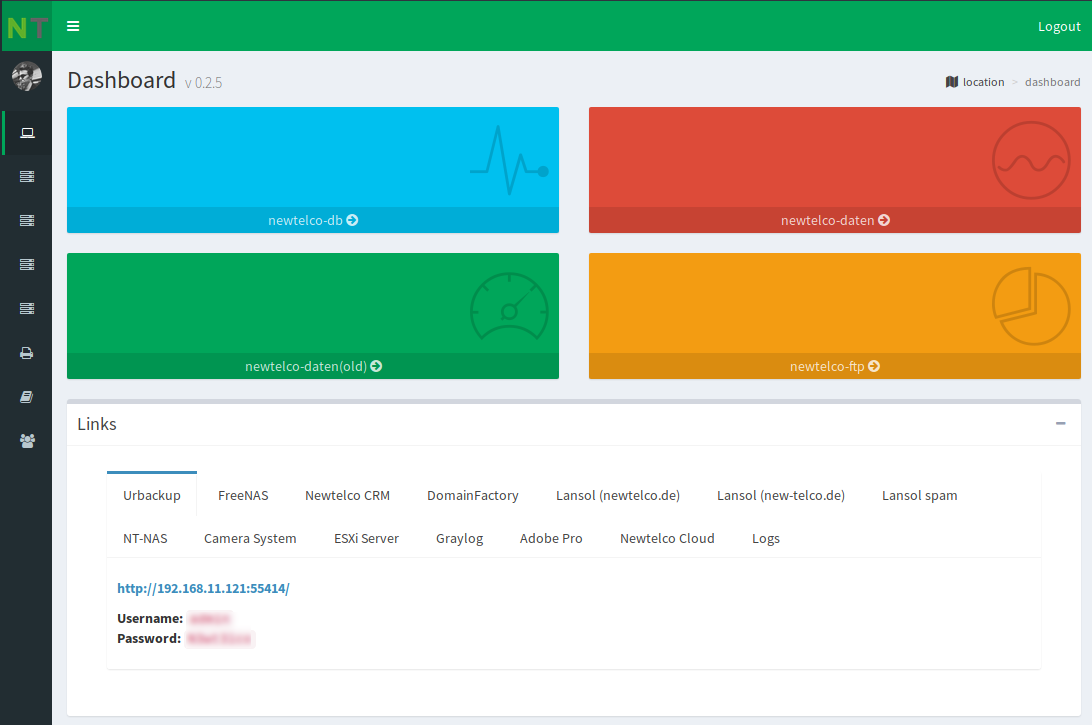 NT
Logout
Dashboard v 0.2.5
location > dashboard
newtelco-db
newtelco-daten
newtelco-daten(old)
newtelco-ftp
Links
Urbackup FreeNAS Newtelco CRM DomainFactory Lansol (newtelco.de) Lansol (new-telco.de) Lansol spam
NT-NAS Camera System ESXi Server Graylog Adobe Pro Newtelco Cloud Logs
http://192.168.11.121:55414/
Username:
Password: